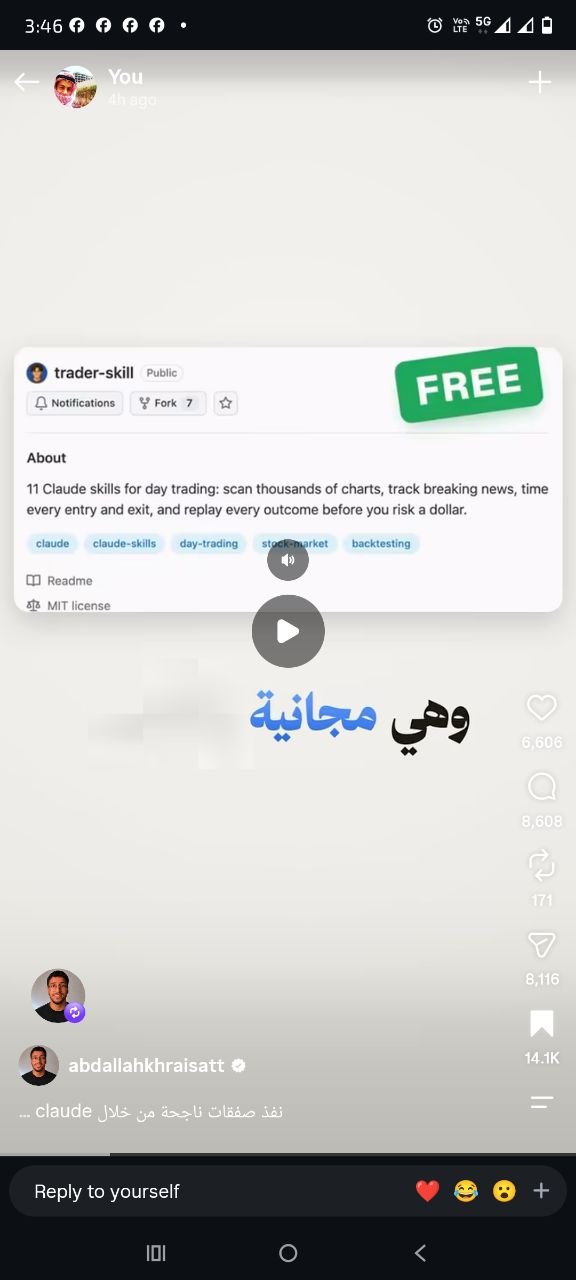 3:46
Vo) LTE 5G
You
4h ago
trader-skill Public
FREE
Notifications Fork 7
About
11 Claude skills for day trading: scan thousands of charts, track breaking news, time
every entry and exit, and replay every outcome before you risk a dollar.
claude claude-skills day-trading stock-market backtesting
Readme
MIT license
وهي مجانية
6,606
8,608
171
8,116
14.1K
abdallahkhraisatt
نفذ صفقات ناجحة من خلال claude ...
Reply to yourself